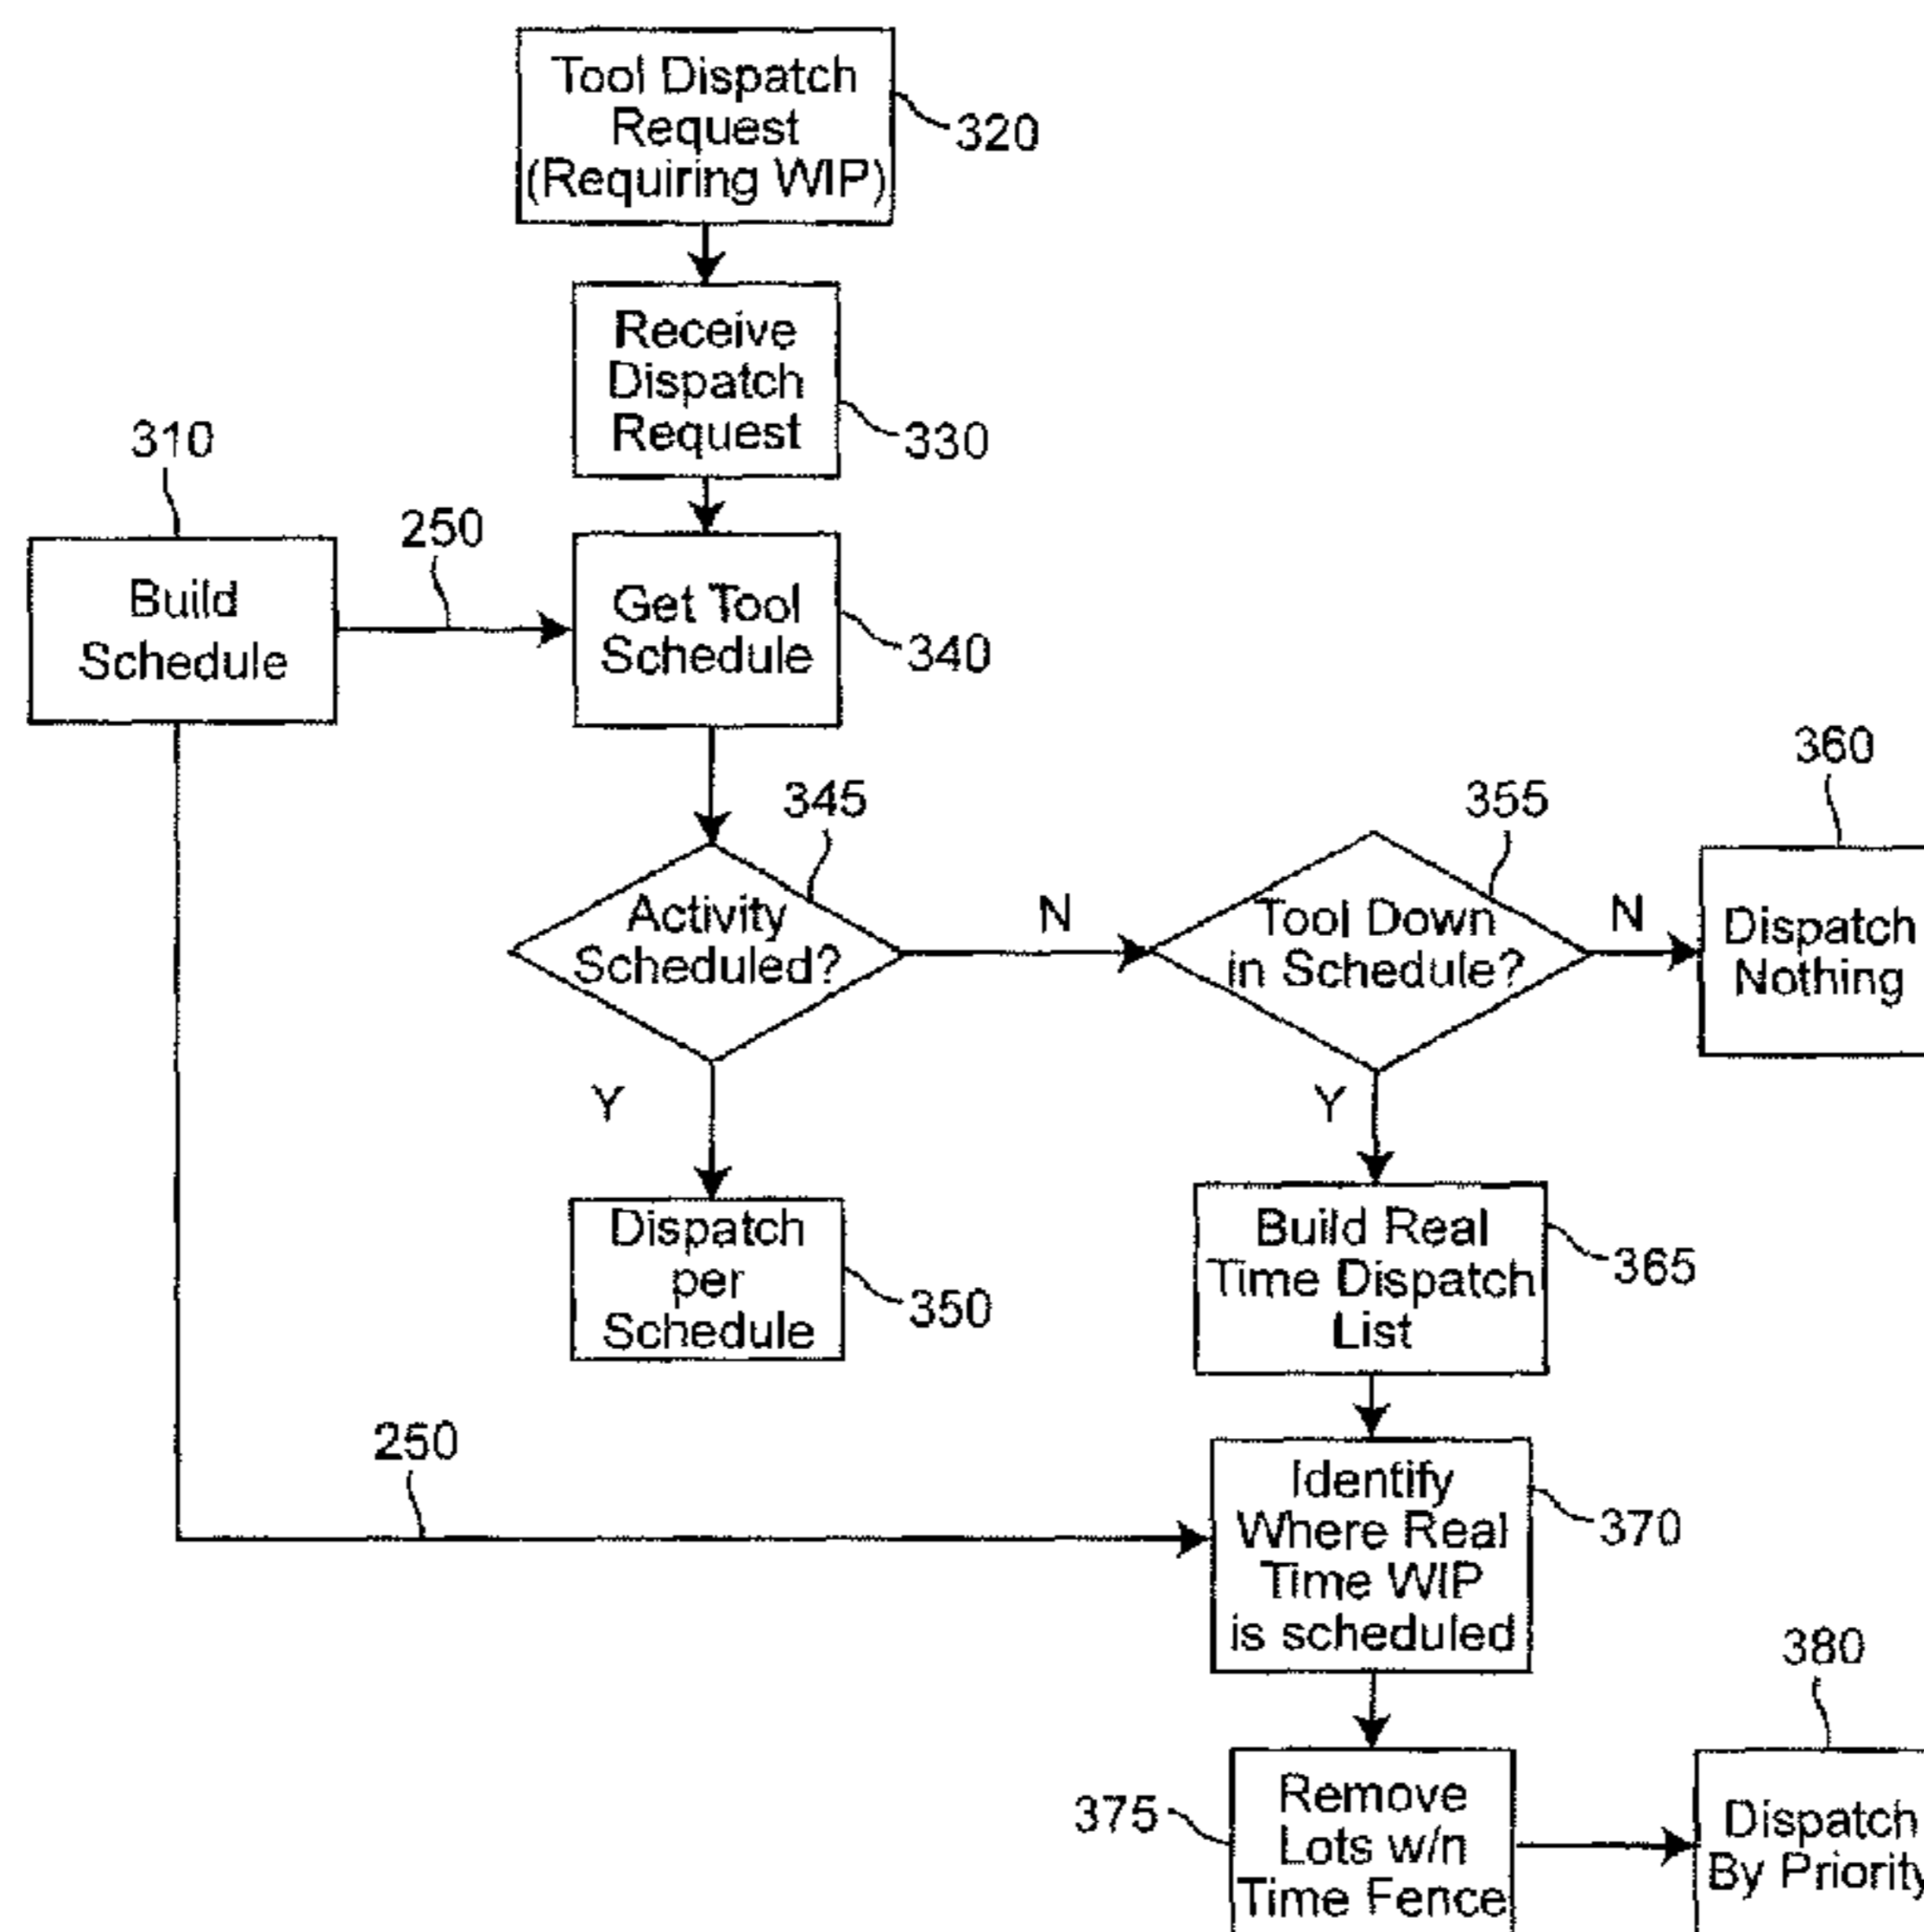 Tool Dispatch
Request
(Requiring WIP)
320
Receive
Dispatch
Request
330
310
250
Build
Schedule
Get Tool
Schedule
340
345
355
360
Activity
Scheduled?
N
Tool Down
in Schedule?
N
Dispatch
Nothing
Y
Y
Dispatch
per
Schedule
350
Build Real
Time Dispatch
List
365
250
Identify
Where Real
Time WIP
is scheduled
370
380
375
Remove
Lots w/n
Time Fence
Dispatch
By Priority